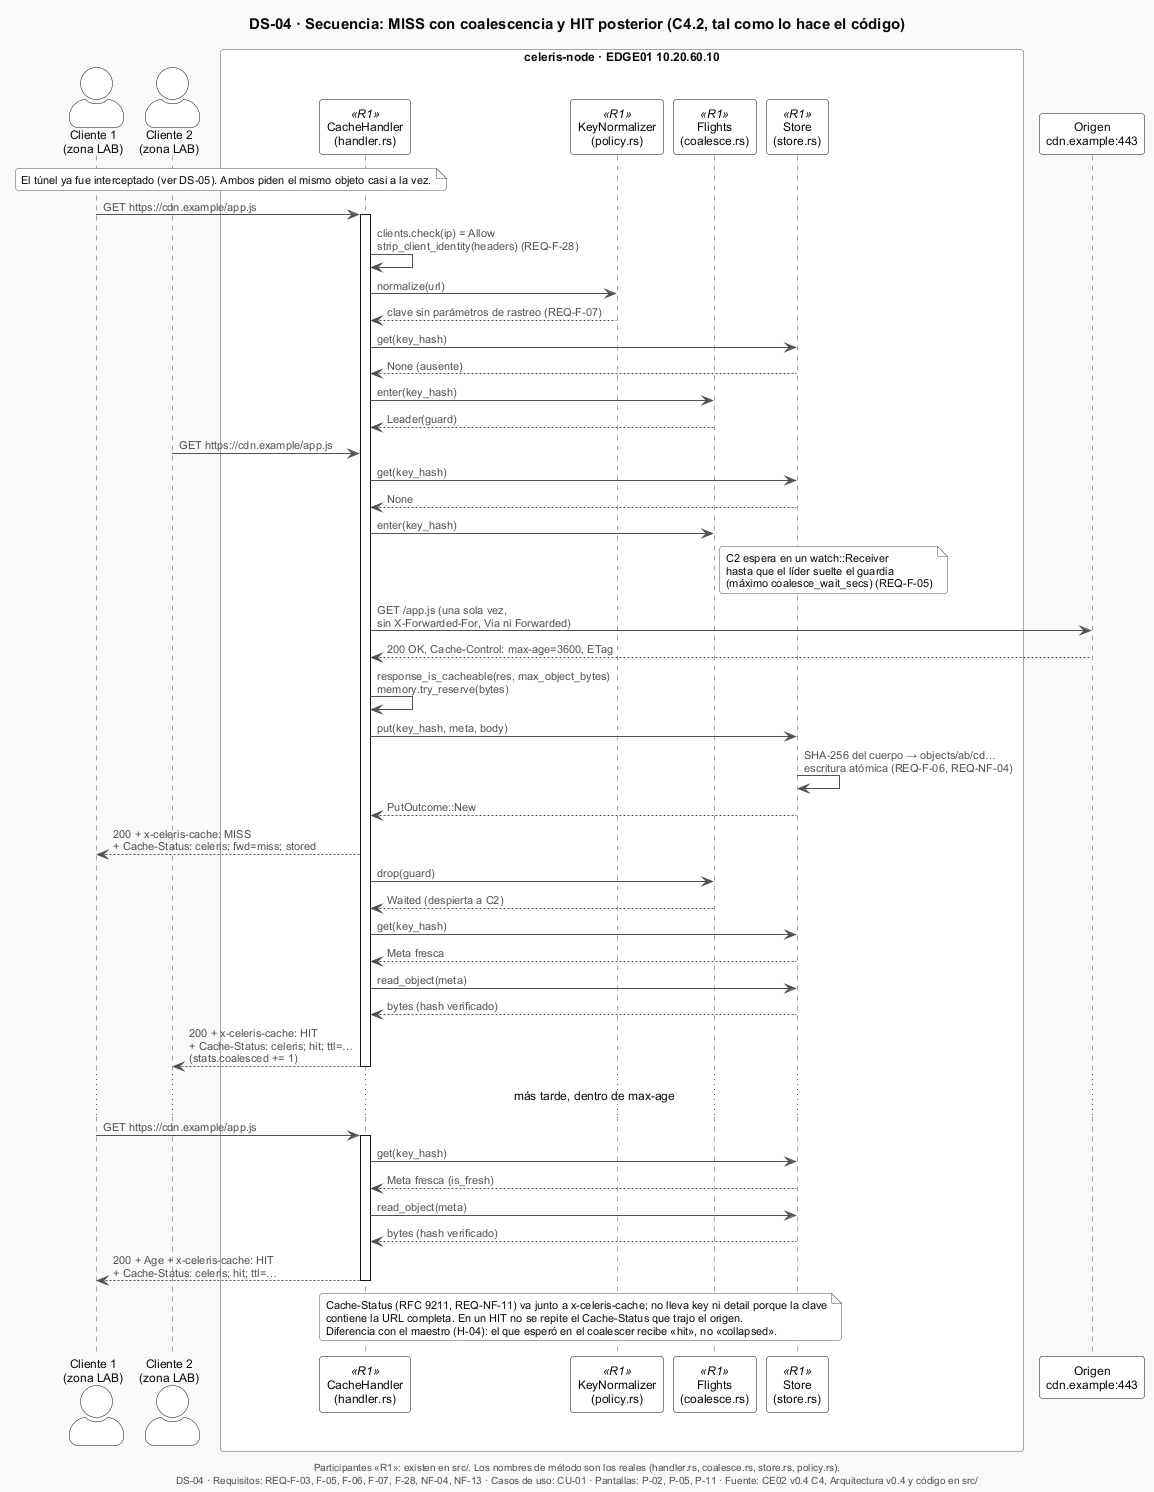 DS-04 · Secuencia: MISS con coalescencia y HIT posterior (C4.2, tal como lo hace el código)
celeris-node · EDGE01 10.20.60.10
Cliente 1
(zona LAB)
Cliente 2
(zona LAB)
«R1»
CacheHandler
(handler.rs)
«R1»
KeyNormalizer
(policy.rs)
«R1»
Flights
(coalesce.rs)
«R1»
Store
(store.rs)
Origen
cdn.example:443
El túnel ya fue interceptado (ver DS-05). Ambos piden el mismo objeto casi a la vez.
GET https://cdn.example/app.js
clients.check(ip) = Allow
strip_client_identity(headers) (REQ-F-28)
normalize(url)
clave sin parámetros de rastreo (REQ-F-07)
get(key_hash)
None (ausente)
enter(key_hash)
Leader(guard)
GET https://cdn.example/app.js
get(key_hash)
None
enter(key_hash)
C2 espera en un watch::Receiver
hasta que el líder suelte el guardia
(máximo coalesce_wait_secs) (REQ-F-05)
GET /app.js (una sola vez,
sin X-Forwarded-For, Via ni Forwarded)
200 OK, Cache-Control: max-age=3600, ETag
response_is_cacheable(res, max_object_bytes)
memory.try_reserve(bytes)
put(key_hash, meta, body)
SHA-256 del cuerpo → objects/ab/cd…
escritura atómica (REQ-F-06, REQ-NF-04)
PutOutcome::New
200 + x-celeris-cache: MISS
+ Cache-Status: celeris; fwd=miss; stored
drop(guard)
Waited (despierta a C2)
get(key_hash)
Meta fresca
read_object(meta)
bytes (hash verificado)
200 + x-celeris-cache: HIT
+ Cache-Status: celeris; hit; ttl=…
(stats.coalesced += 1)
más tarde, dentro de max-age
GET https://cdn.example/app.js
get(key_hash)
Meta fresca (is_fresh)
read_object(meta)
bytes (hash verificado)
200 + Age + x-celeris-cache: HIT
+ Cache-Status: celeris; hit; ttl=…
Cache-Status (RFC 9211, REQ-NF-11) va junto a x-celeris-cache; no lleva key ni detail porque la clave
contiene la URL completa. En un HIT no se repite el Cache-Status que trajo el origen.
Diferencia con el maestro (H-04): el que esperó en el coalescer recibe «hit», no «collapsed».
Cliente 1
(zona LAB)
Cliente 2
(zona LAB)
«R1»
CacheHandler
(handler.rs)
«R1»
KeyNormalizer
(policy.rs)
«R1»
Flights
(coalesce.rs)
«R1»
Store
(store.rs)
Origen
cdn.example:443
Participantes «R1»: existen en src/. Los nombres de método son los reales (handler.rs, coalesce.rs, store.rs, policy.rs).
DS-04 · Requisitos: REQ-F-03, F-05, F-06, F-07, F-28, NF-04, NF-13 · Casos de uso: CU-01 · Pantallas: P-02, P-05, P-11 · Fuente: CE02 v0.4 C4, Arquitectura v0.4 y código en src/